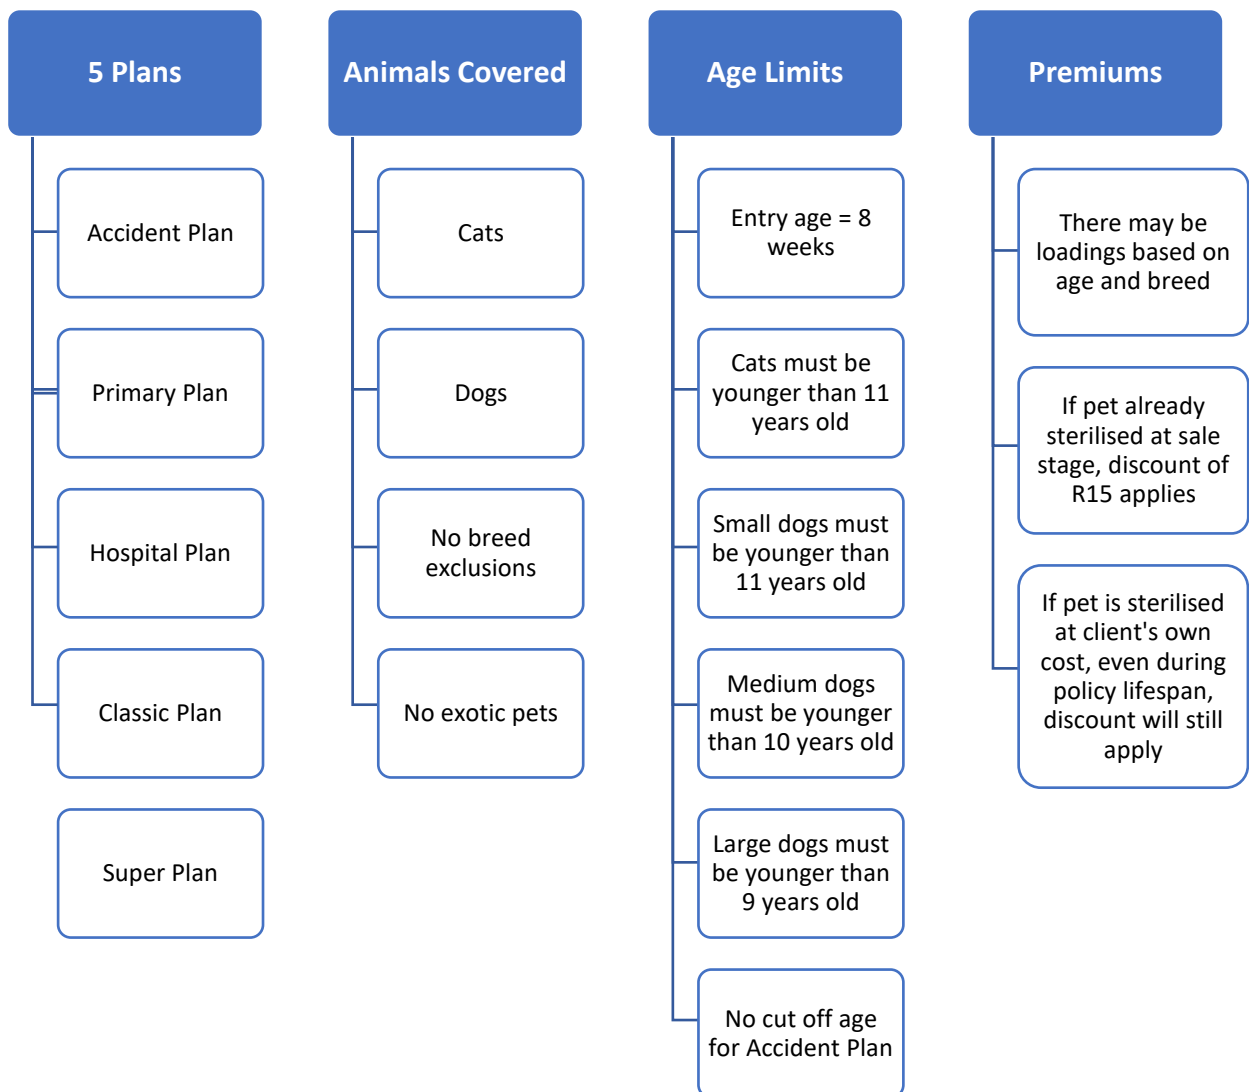 5 Plans
Accident Plan
Primary Plan
Hospital Plan
Classic Plan
Super Plan
Animals Covered
Cats
Dogs
No breed
exclusions
No exotic pets
Age Limits
Entry age = 8
weeks
Cats must be
younger than 11
years old
Small dogs must
be younger than
11 years old
Medium dogs
must be younger
than 10 years old
Large dogs must
be younger than
9 years old
No cut off age
for Accident Plan
Premiums
There may be
loadings based on
age and breed
If pet already
sterilised at sale
stage, discount of
R15 applies
If pet is sterilised
at client's own
cost, even during
policy lifespan,
discount will still
apply